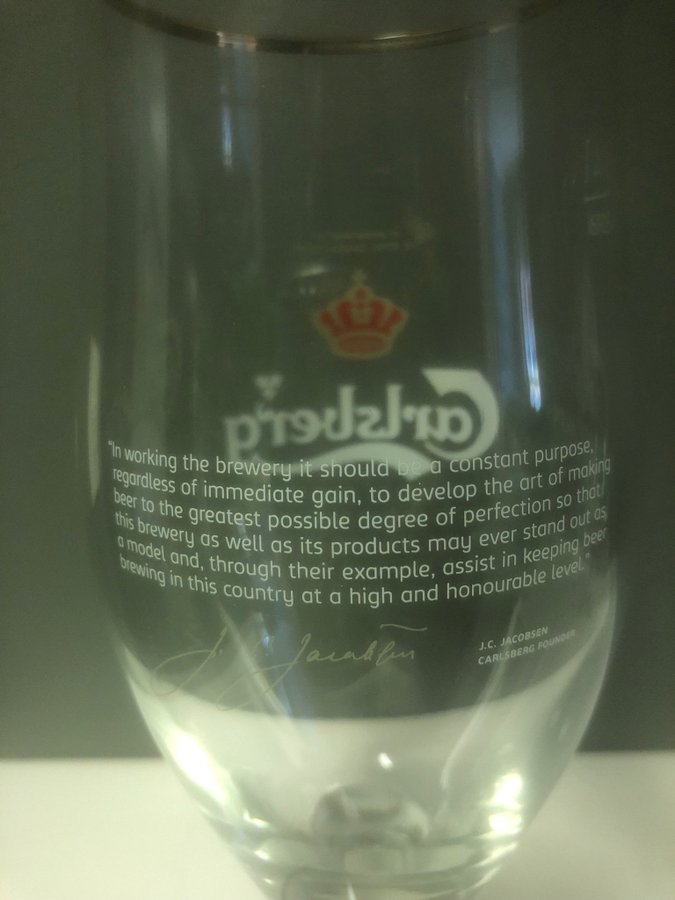 Carlsberg
"In working the brewery it should be a constant purpose,
regardless of immediate gain, to develop the art of making
beer to the greatest possible degree of perfection so that
this brewery as well as its products may ever stand out as
a model and, through their example, assist in keeping beer
brewing in this country at a high and honourable level."
J. Jacobsen
J.C. JACOBSEN
CARLSBERG FOUNDER